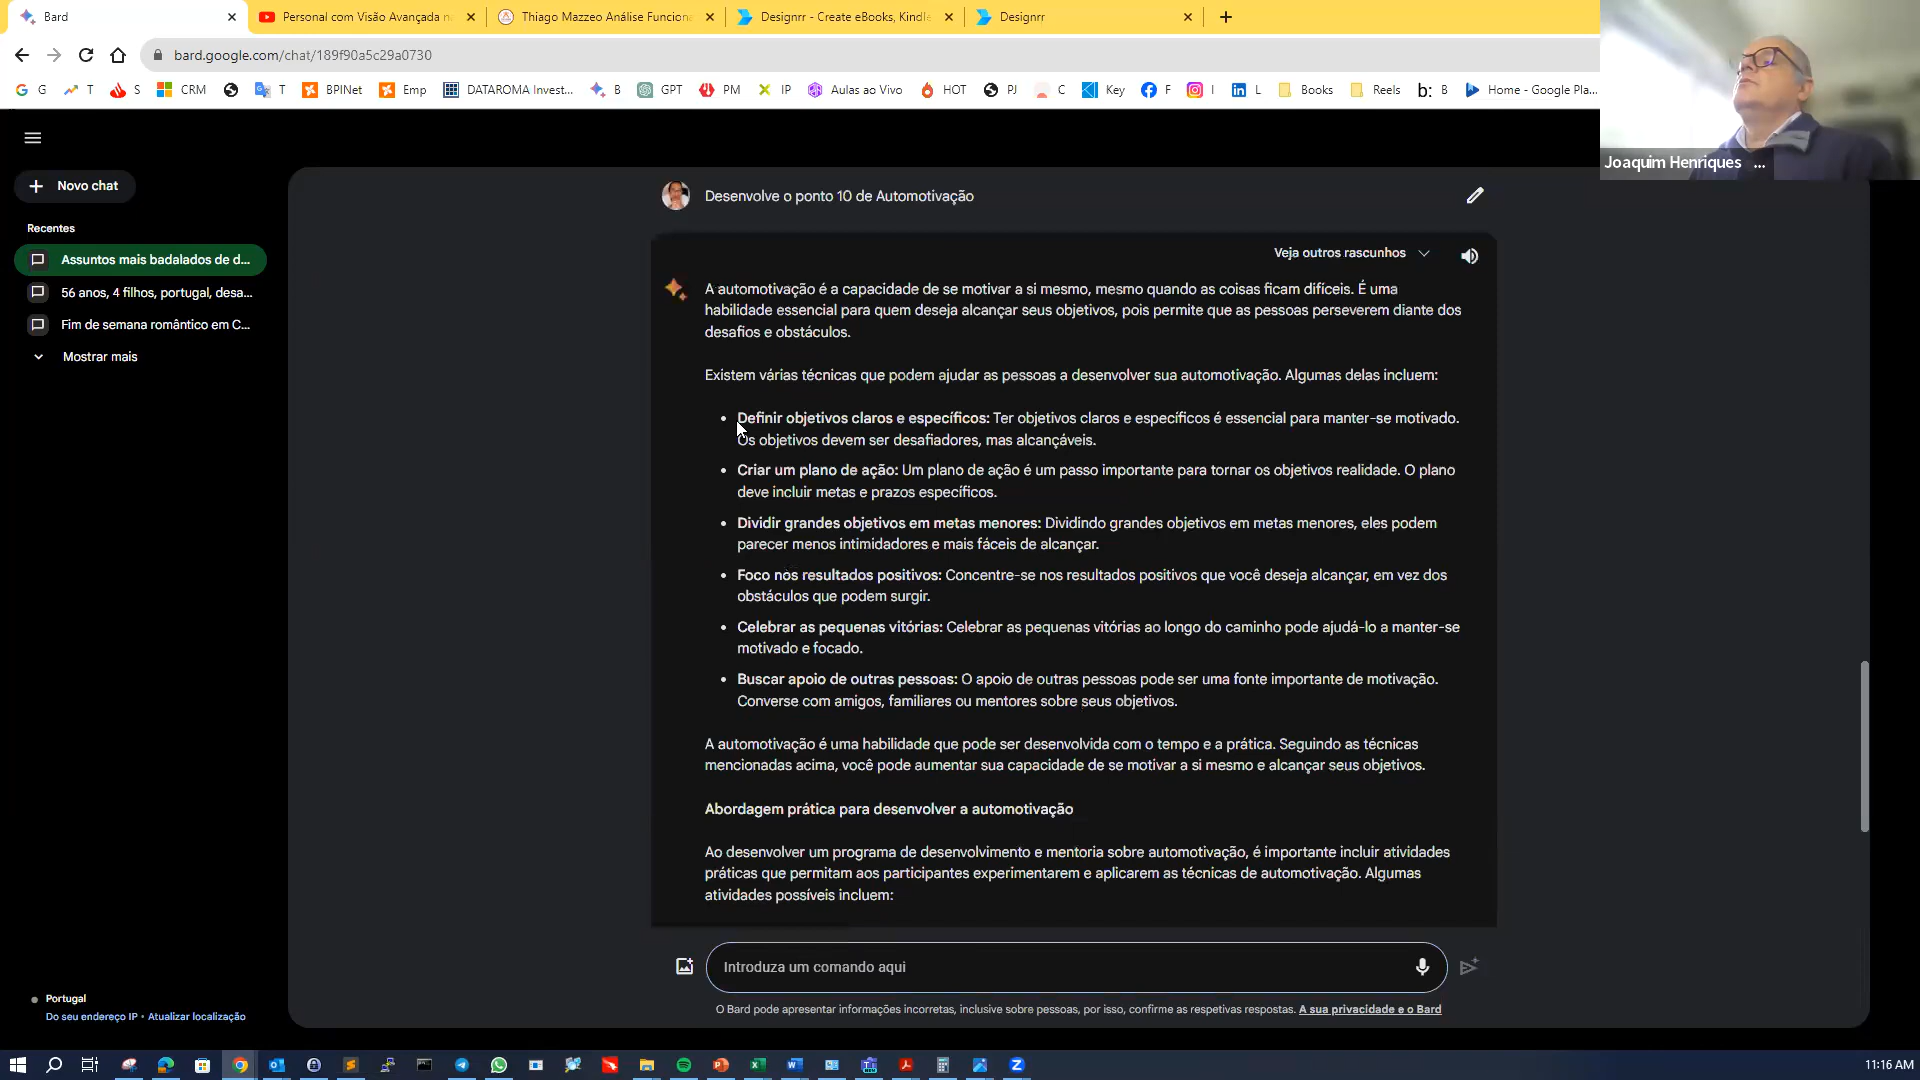 Bard
Personal com Visão Avançada n
Thiago Mazzeo Análise Funciona
Designrr - Create eBooks, Kindle
Designrr
bard.google.com/chat/189f90a5c29a0730
G
T
S
CRM
T
BPINet
Emp
DATAROMA Invest...
B
GPT
PM
IP
Aulas ao Vivo
HOT
PJ
C
Key
F
I
L
Books
Reels
b: B
Home - Google Pla...
Joaquim Henriques ...
Novo chat
Recentes
Assuntos mais badalados de d...
56 anos, 4 filhos, portugal, desa...
Fim de semana romântico em C...
Mostrar mais
Desenvolve o ponto 10 de Automotivação
Veja outros rascunhos
A automotivação é a capacidade de se motivar a si mesmo, mesmo quando as coisas ficam difíceis. É uma
habilidade essencial para quem deseja alcançar seus objetivos, pois permite que as pessoas perseverem diante dos
desafios e obstáculos.
Existem várias técnicas que podem ajudar as pessoas a desenvolver sua automotivação. Algumas delas incluem:
• Definir objetivos claros e específicos: Ter objetivos claros e específicos é essencial para manter-se motivado.
Os objetivos devem ser desafiadores, mas alcançáveis.
• Criar um plano de ação: Um plano de ação é um passo importante para tornar os objetivos realidade. O plano
deve incluir metas e prazos específicos.
• Dividir grandes objetivos em metas menores: Dividindo grandes objetivos em metas menores, eles podem
parecer menos intimidadores e mais fáceis de alcançar.
• Foco nos resultados positivos: Concentre-se nos resultados positivos que você deseja alcançar, em vez dos
obstáculos que podem surgir.
• Celebrar as pequenas vitórias: Celebrar as pequenas vitórias ao longo do caminho pode ajudá-lo a manter-se
motivado e focado.
• Buscar apoio de outras pessoas: O apoio de outras pessoas pode ser uma fonte importante de motivação.
Converse com amigos, familiares ou mentores sobre seus objetivos.
A automotivação é uma habilidade que pode ser desenvolvida com o tempo e a prática. Seguindo as técnicas
mencionadas acima, você pode aumentar sua capacidade de se motivar a si mesmo e alcançar seus objetivos.
Abordagem prática para desenvolver a automotivação
Ao desenvolver um programa de desenvolvimento e mentoria sobre automotivação, é importante incluir atividades
práticas que permitam aos participantes experimentarem e aplicarem as técnicas de automotivação. Algumas
atividades possíveis incluem:
Introduza um comando aqui
O Bard pode apresentar informações incorretas, inclusive sobre pessoas, por isso, confirme as respetivas respostas. A sua privacidade e o Bard
Portugal
Do seu endereço IP • Atualizar localização
11:16 AM